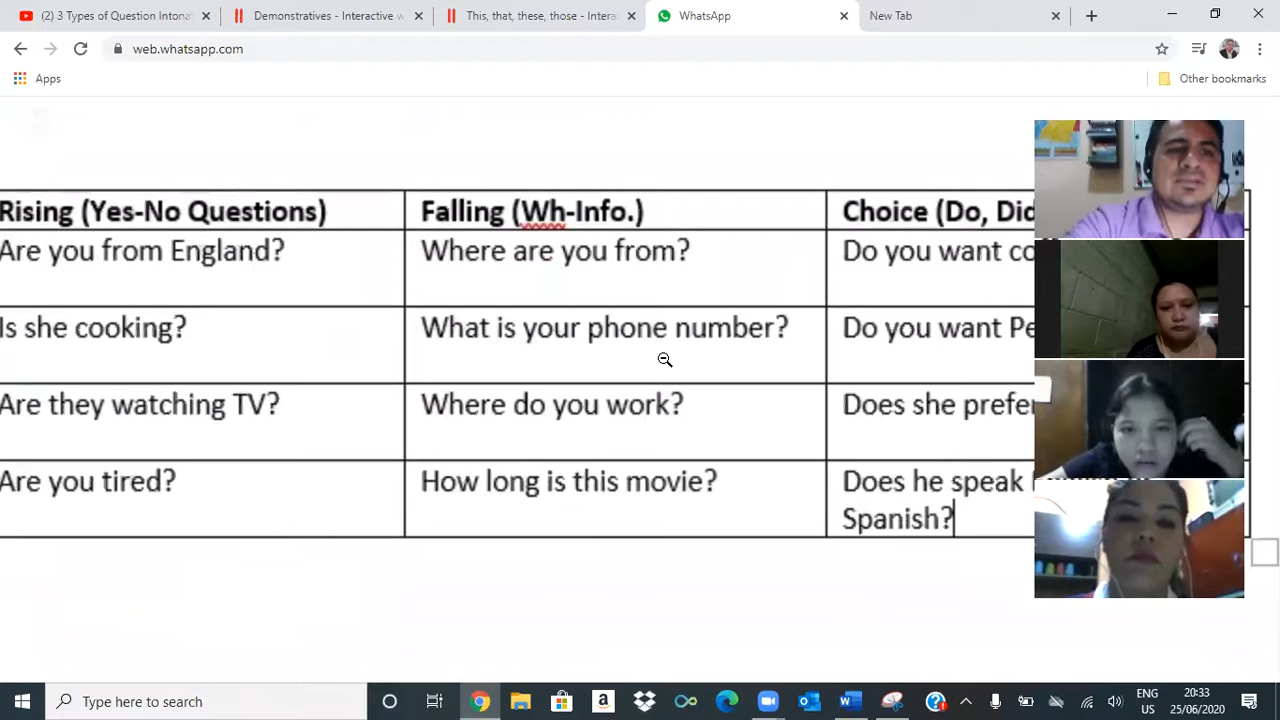 (2) 3 Types of Question Intona
Demonstratives - Interactive
This, that, these, those - Intera
WhatsApp
New Tab
web.whatsapp.com
Apps
Other bookmarks
Rising (Yes-No Questions)
Falling (Wh-Info.)
Choice (Do, Did
Are you from England?
Where are you from?
Do you want
Is she cooking?
What is your phone number?
Do you want
Are they watching TV?
Where do you work?
Does she
Are you tired?
How long is this movie?
Does he speak
Spanish?
Type here to search
ENG
US
20:33
25/06/2020